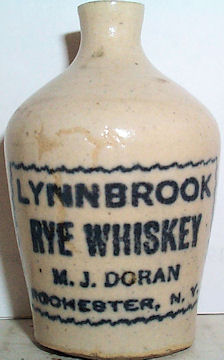 LYNNBROOK
RYE WHISKEY
M. J. DORAN
ROCHESTER, N. Y.